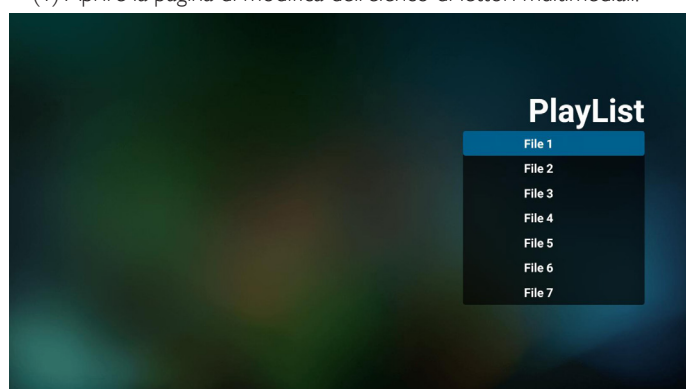 Aprire la pagina di modifica dell'elenco di lettori multimediali.
PlayList
File 1
File 2
File 3
File 4
File 5
File 6
File 7